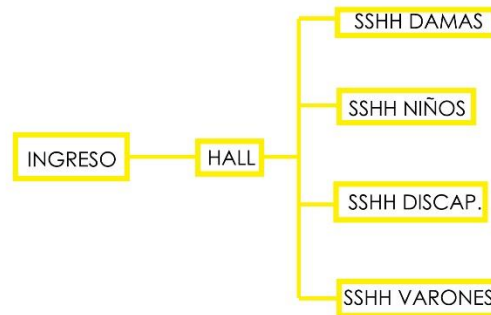 SSHH DAMAS
SSHH NIÑOS
INGRESO
HALL
SSHH DISCAP.
SSHH VARONES